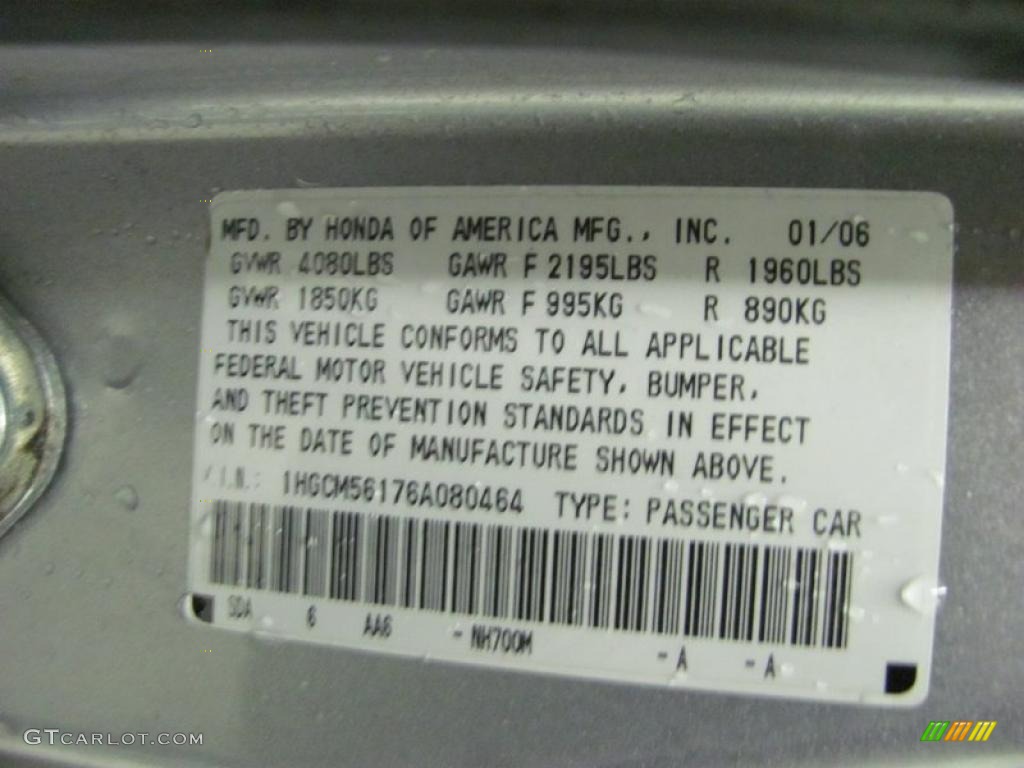 MFD. BY HONDA OF AMERICA MFG., INC. 01/06
GVWR 4080LBS GAWR F 2195LBS R 1960LBS
GVWR 1850KG GAWR F 995KG R 890KG
THIS VEHICLE CONFORMS TO ALL APPLICABLE
FEDERAL MOTOR VEHICLE SAFETY, BUMPER,
AND THEFT PREVENTION STANDARDS IN EFFECT
ON THE DATE OF MANUFACTURE SHOWN ABOVE.
V.I.N.: 1HGCM56176A080464 TYPE: PASSENGER CAR
SDA 6 AA6 - NH700M - A - A
GTCARLOT.COM